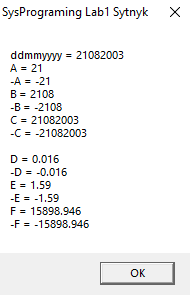 SysPrograming Lab1 Sytnyk
ddmmyyyy = 21082003
A = 21
-A = -21
B = 2108
-B = -2108
C = 21082003
-C = -21082003
D = 0.016
-D = -0.016
E = 1.59
-E = -1.59
F = 15898.946
-F = -15898.946
OK